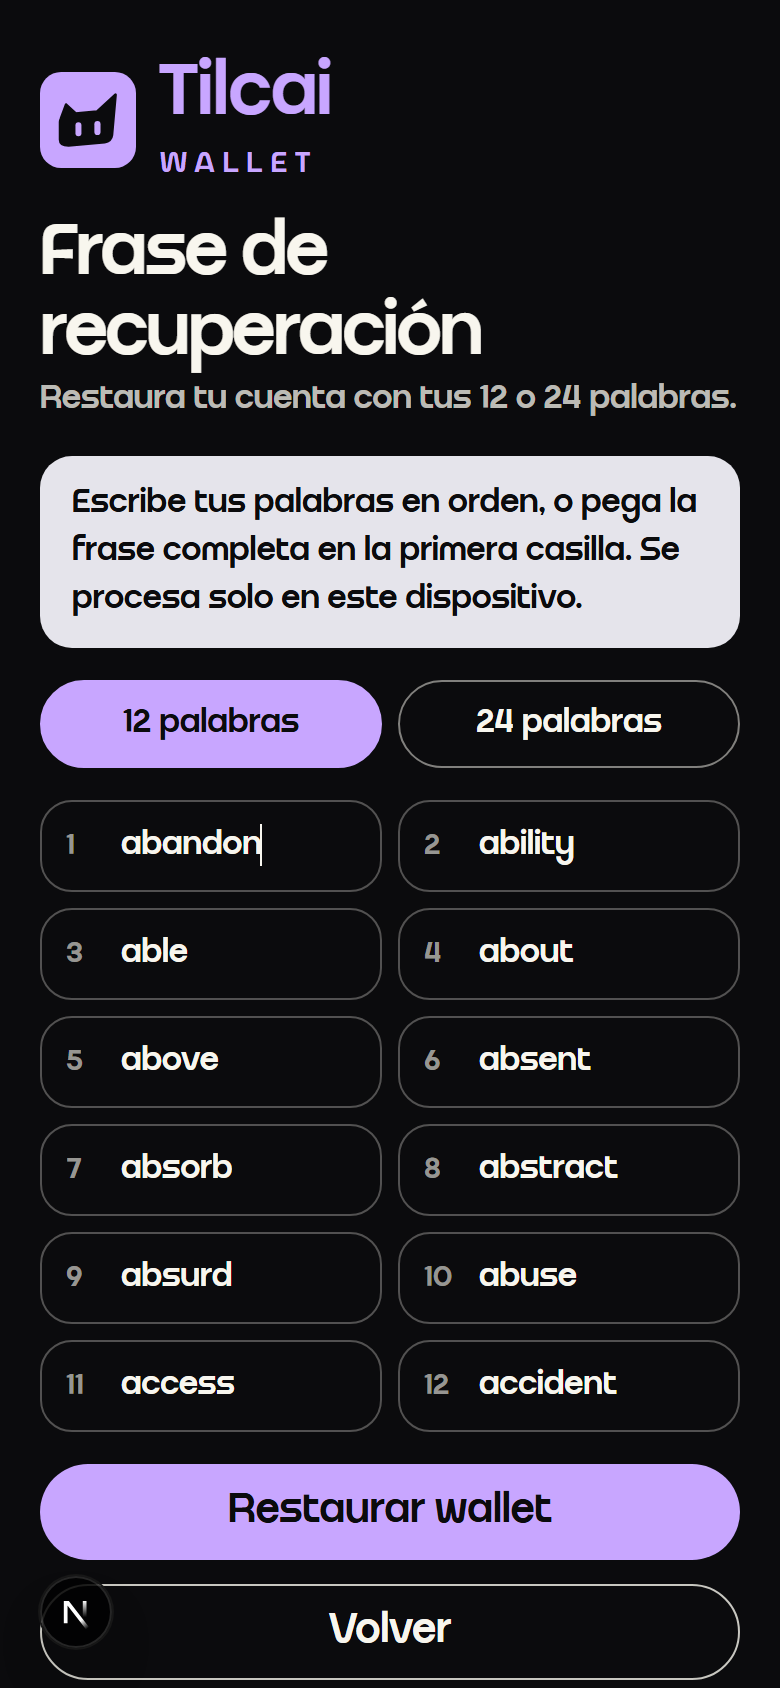 Tilcai
WALLET
Frase de
recuperación
Restaura tu cuenta con tus 12 o 24 palabras.
Escribe tus palabras en orden, o pega la
frase completa en la primera casilla. Se
procesa solo en este dispositivo.
12 palabras
24 palabras
1 abandon
2 ability
3 able
4 about
5 above
6 absent
7 absorb
8 abstract
9 absurd
10 abuse
11 access
12 accident
Restaurar wallet
N
Volver